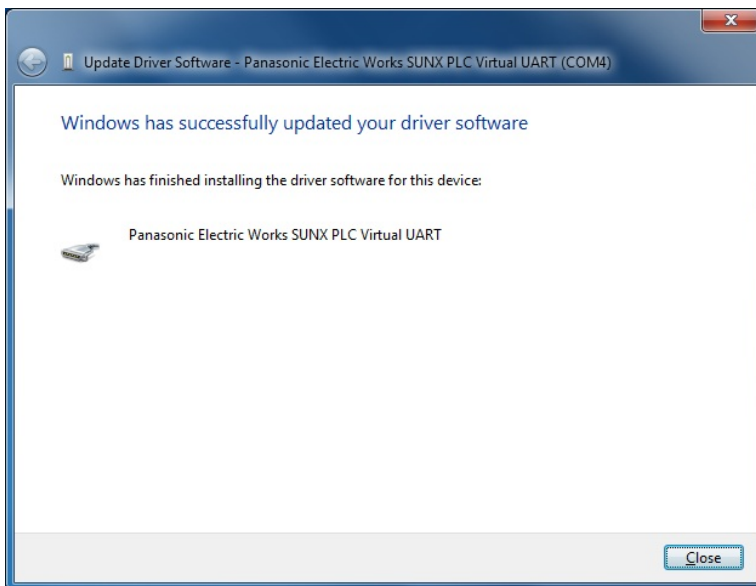 Update Driver Software - Panasonic Electric Works SUNX PLC Virtual UART (COM4)
Windows has successfully updated your driver software
Windows has finished installing the driver software for this device:
Panasonic Electric Works SUNX PLC Virtual UART
Close